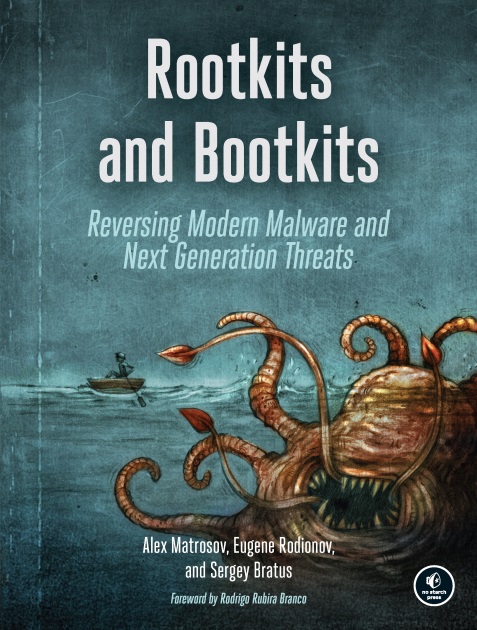 Rootkits
and Bootkits
Reversing Modern Malware and
Next Generation Threats
Alex Matrosov, Eugene Rodionov,
and Sergey Bratus
Foreword by Rodrigo Rubira Branco
no starch
press